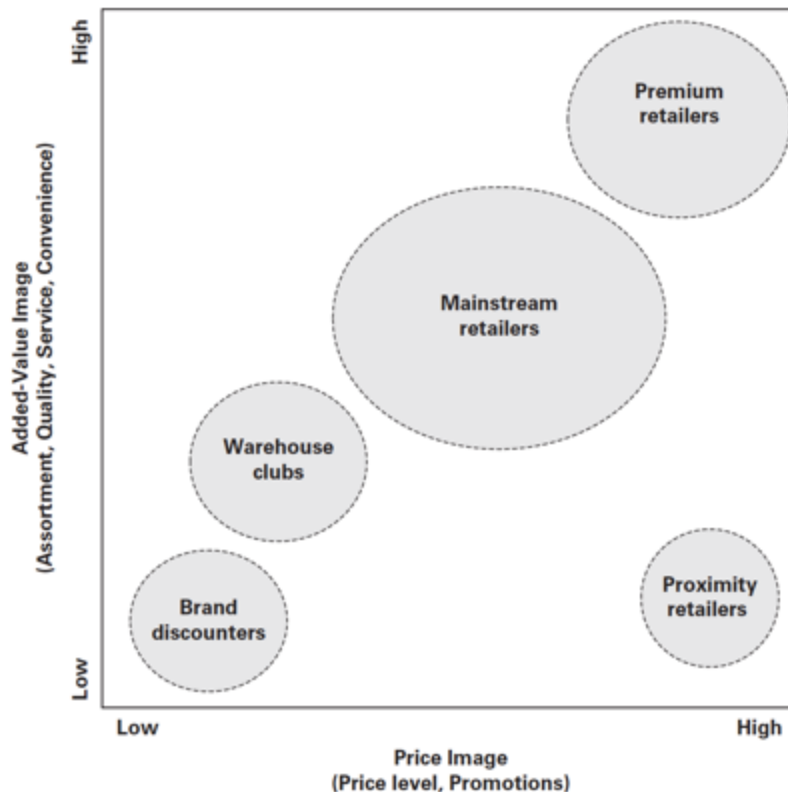 High
Premium
retailers
Added-Value Image
(Assortment, Quality, Service, Convenience)
Mainstream
retailers
Warehouse
clubs
Brand
discounters
Proximity
retailers
Low
Low
High
Price Image
(Price level, Promotions)